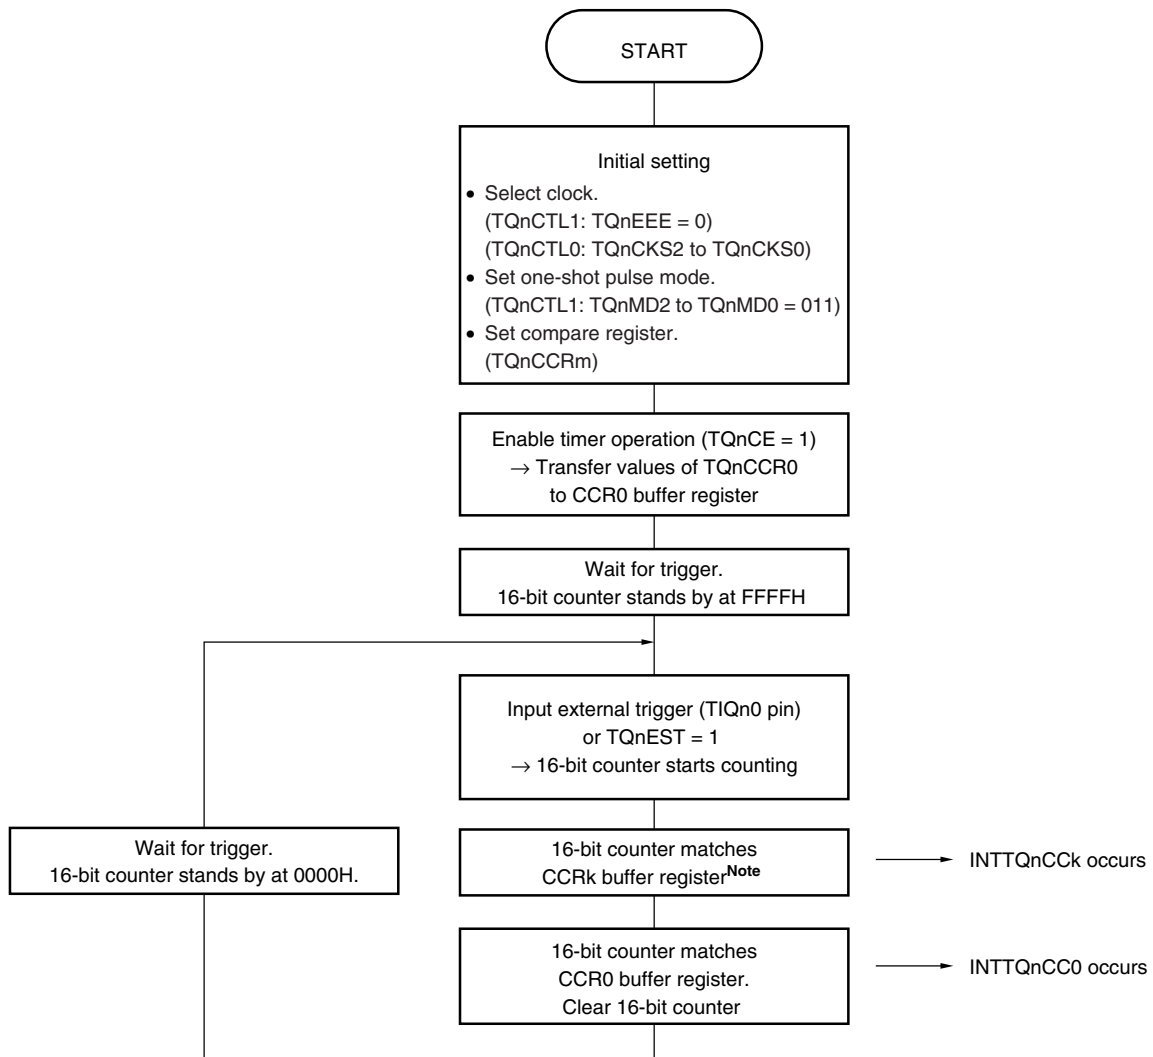 START
Initial setting
• Select clock.
(TQnCTL1: TQnEEE = 0)
(TQnCTL0: TQnCKS2 to TQnCKS0)
• Set one-shot pulse mode.
(TQnCTL1: TQnMD2 to TQnMD0 = 011)
• Set compare register.
(TQnCCRm)
Enable timer operation (TQnCE = 1)
→ Transfer values of TQnCCR0
to CCR0 buffer register
Wait for trigger.
16-bit counter stands by at FFFFH
Input external trigger (TIQn0 pin)
or TQnEST = 1
→ 16-bit counter starts counting
Wait for trigger.
16-bit counter stands by at 0000H.
16-bit counter matches
CCRk buffer registerNote
INTTQnCCk occurs
16-bit counter matches
CCR0 buffer register.
Clear 16-bit counter
INTTQnCC0 occurs